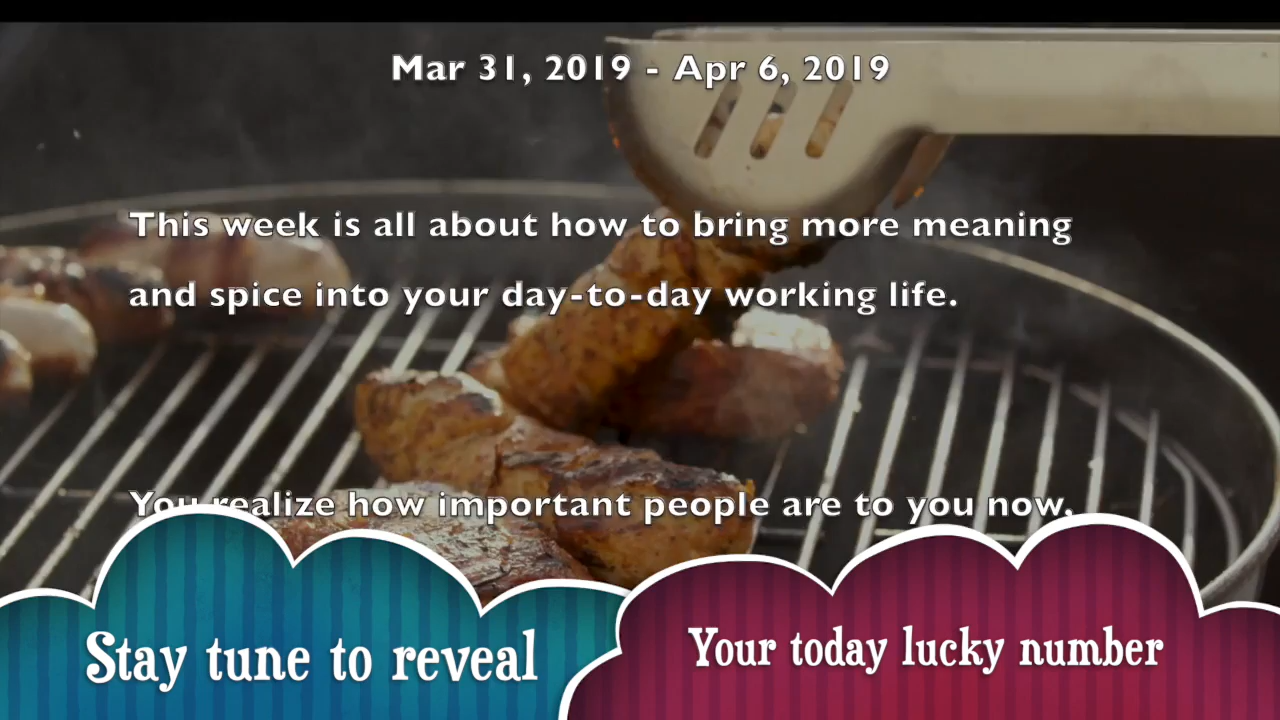 Mar 31, 2019 - Apr 6, 2019
This week is all about how to bring more meaning
and spice into your day-to-day working life.
You realize how important people are to you now.
Stay tune to reveal
Your today lucky number